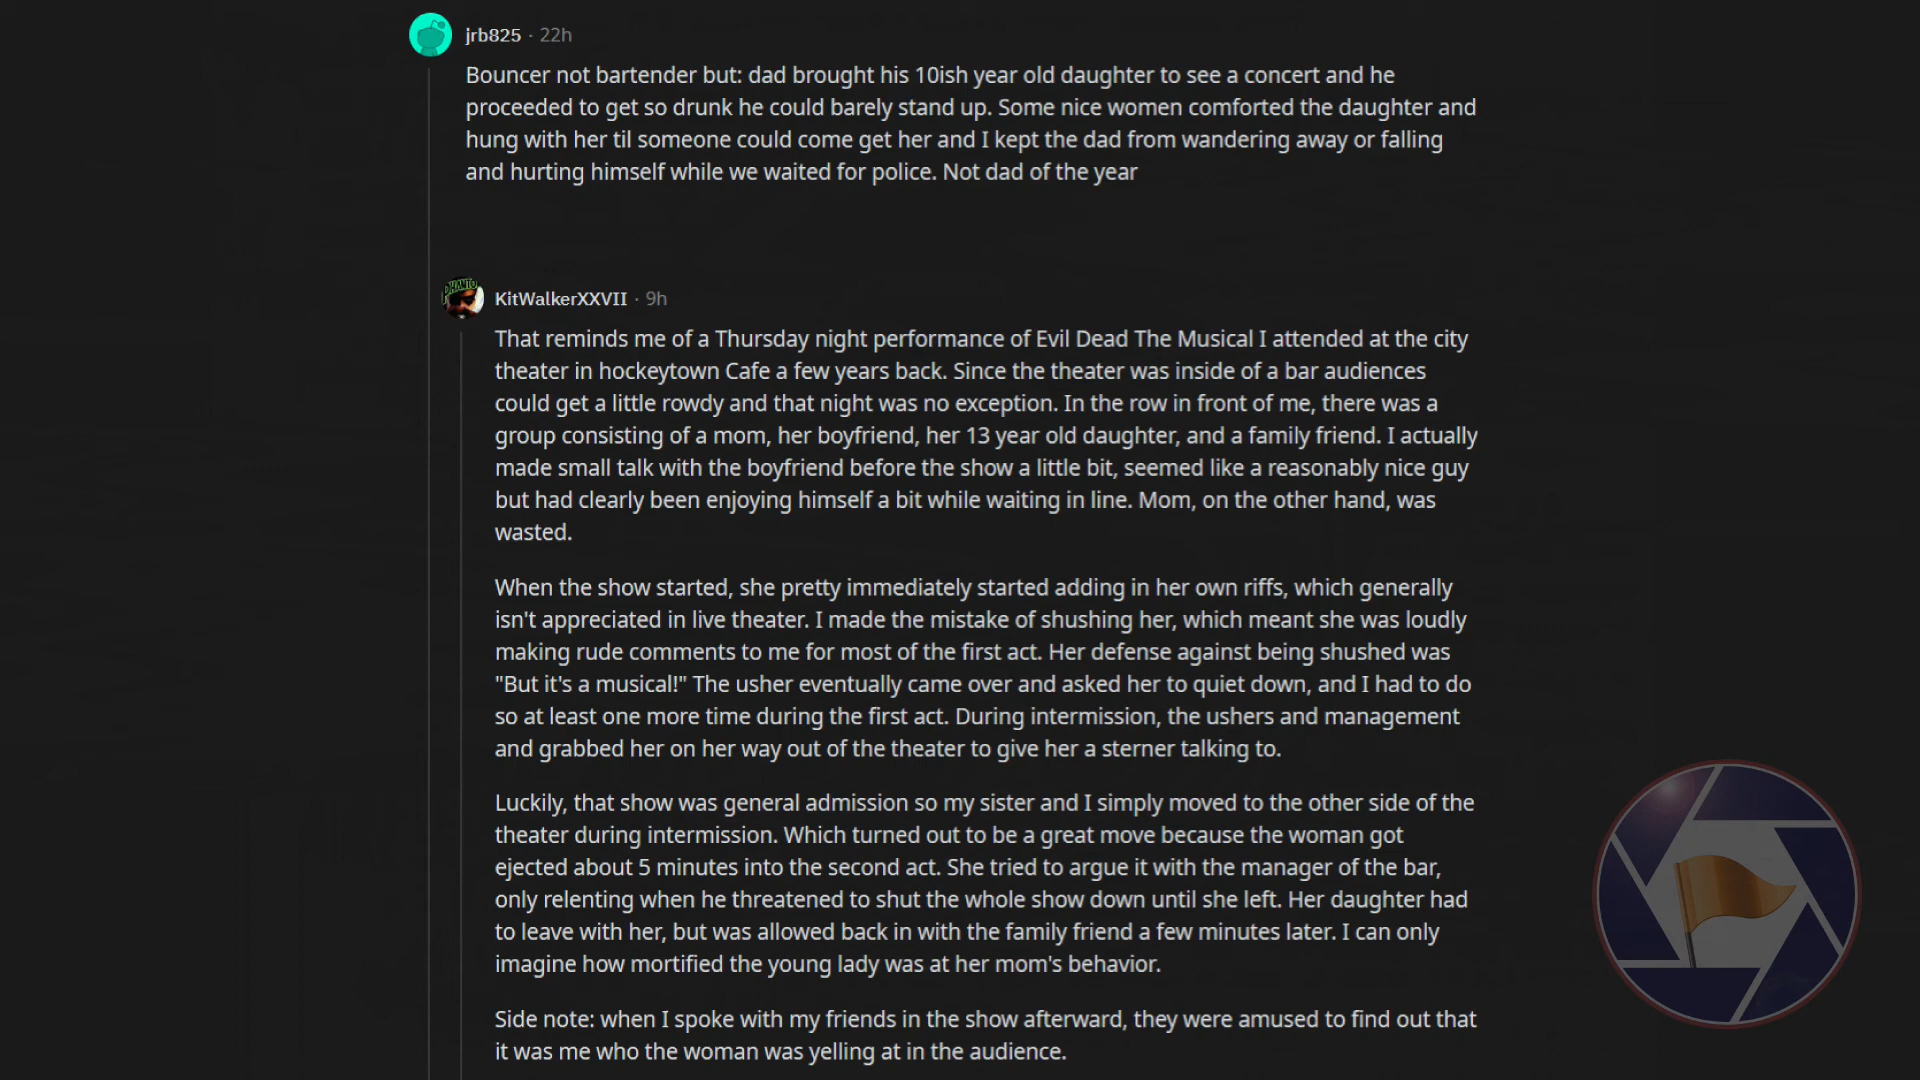 jrb825 · 22h
Bouncer not bartender but: dad brought his 10ish year old daughter to see a concert and he
proceeded to get so drunk he could barely stand up. Some nice women comforted the daughter and
hung with her til someone could come get her and I kept the dad from wandering away or falling
and hurting himself while we waited for police. Not dad of the year
PHANTO
KitWalkerXXVII · 9h
That reminds me of a Thursday night performance of Evil Dead The Musical I attended at the city
theater in hockeytown Cafe a few years back. Since the theater was inside of a bar audiences
could get a little rowdy and that night was no exception. In the row in front of me, there was a
group consisting of a mom, her boyfriend, her 13 year old daughter, and a family friend. I actually
made small talk with the boyfriend before the show a little bit, seemed like a reasonably nice guy
but had clearly been enjoying himself a bit while waiting in line. Mom, on the other hand, was
wasted.
When the show started, she pretty immediately started adding in her own riffs, which generally
isn't appreciated in live theater. I made the mistake of shushing her, which meant she was loudly
making rude comments to me for most of the first act. Her defense against being shushed was
"But it's a musical!" The usher eventually came over and asked her to quiet down, and I had to do
so at least one more time during the first act. During intermission, the ushers and management
and grabbed her on her way out of the theater to give her a sterner talking to.
Luckily, that show was general admission so my sister and I simply moved to the other side of the
theater during intermission. Which turned out to be a great move because the woman got
ejected about 5 minutes into the second act. She tried to argue it with the manager of the bar,
only relenting when he threatened to shut the whole show down until she left. Her daughter had
to leave with her, but was allowed back in with the family friend a few minutes later. I can only
imagine how mortified the young lady was at her mom's behavior.
Side note: when I spoke with my friends in the show afterward, they were amused to find out that
it was me who the woman was yelling at in the audience.